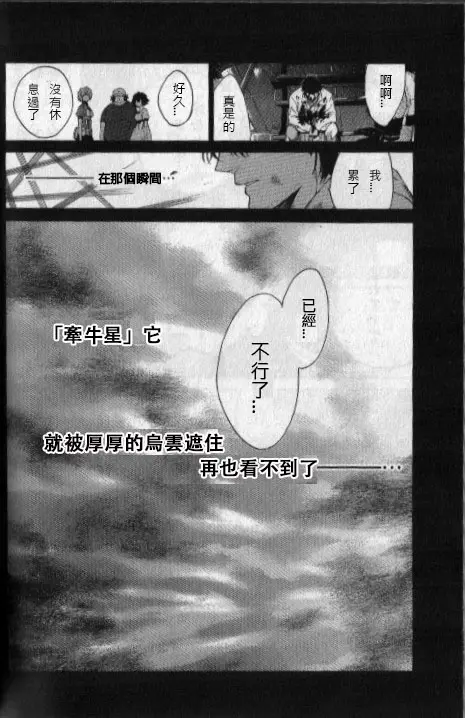 啊啊…
真是的
好久…
沒有休
息過了
我…
累了
在那個瞬間…
已經…
不行了…
「牽牛星」它
就被厚厚的烏雲遮住
再也看不到了———…